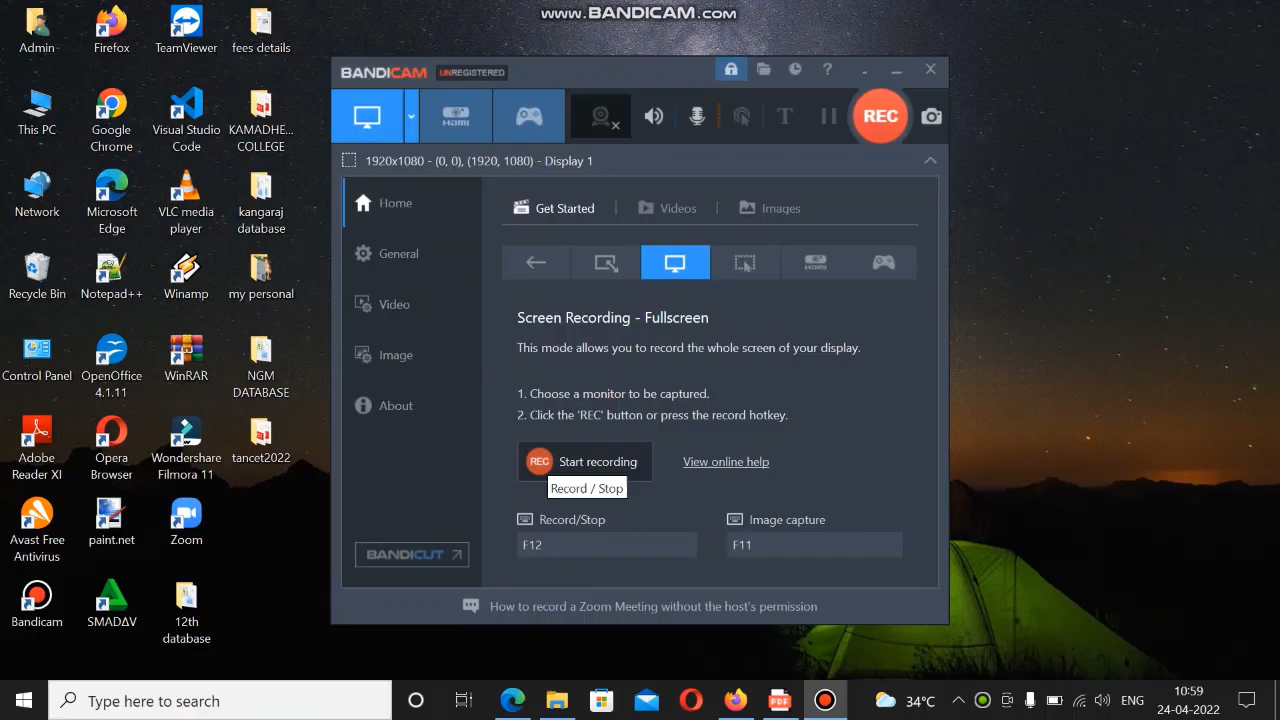 www.BANDICAM.com
Admin
Firefox
TeamViewer
fees details
This PC
Google
Chrome
Visual Studio
Code
KAMADHE...
COLLEGE
Network
Microsoft
Edge
VLC media
player
kangaraj
database
Recycle Bin
Notepad++
Winamp
my personal
Control Panel
OpenOffice
4.1.11
WinRAR
NGM
DATABASE
Adobe
Reader XI
Opera
Browser
Wondershare
Filmora 11
tancet2022
Avast Free
Antivirus
paint.net
Zoom
Bandicam
SMADΔV
12th
database
BANDICAM UNREGISTERED
?
HDMI
T
REC
1920x1080 - (0, 0), (1920, 1080) - Display 1
Home
General
Video
Image
About
BANDICUT
Get Started
Videos
Images
HDMI
Screen Recording - Fullscreen
This mode allows you to record the whole screen of your display.
1. Choose a monitor to be captured.
2. Click the 'REC' button or press the record hotkey.
REC Start recording
View online help
Record / Stop
Record/Stop
Image capture
F12
F11
How to record a Zoom Meeting without the host's permission
Type here to search
PDF
34°C
ENG
10:59
24-04-2022